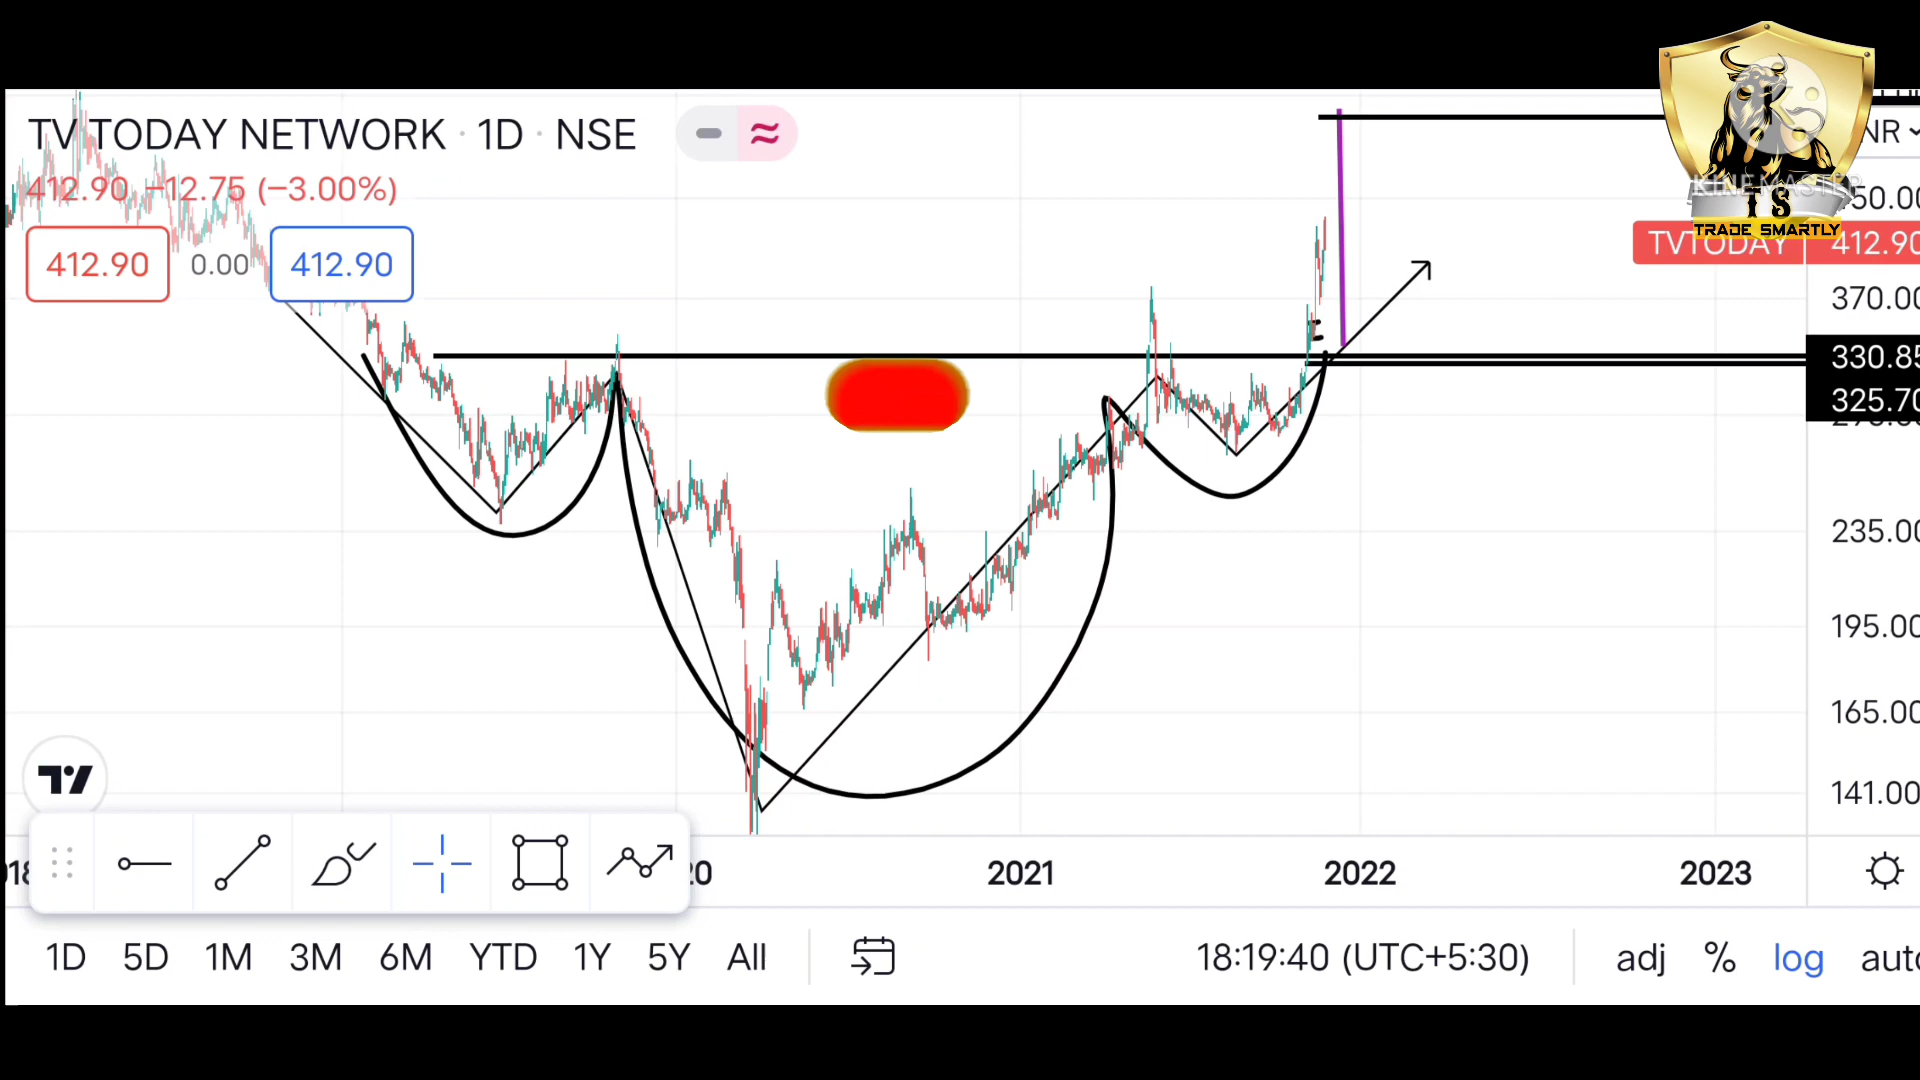 TV TODAY NETWORK · 1D · NSE
412.90 −12.75 (−3.00%)
412.90 0.00 412.90
KINEMASTER
TS
TRADE SMARTLY
NR
50.00
TVTODAY 412.90
370.00
330.85
325.70
235.00
195.00
165.00
141.00
2021 2022 2023
1D 5D 1M 3M 6M YTD 1Y 5Y All
18:19:40 (UTC+5:30) adj % log auto